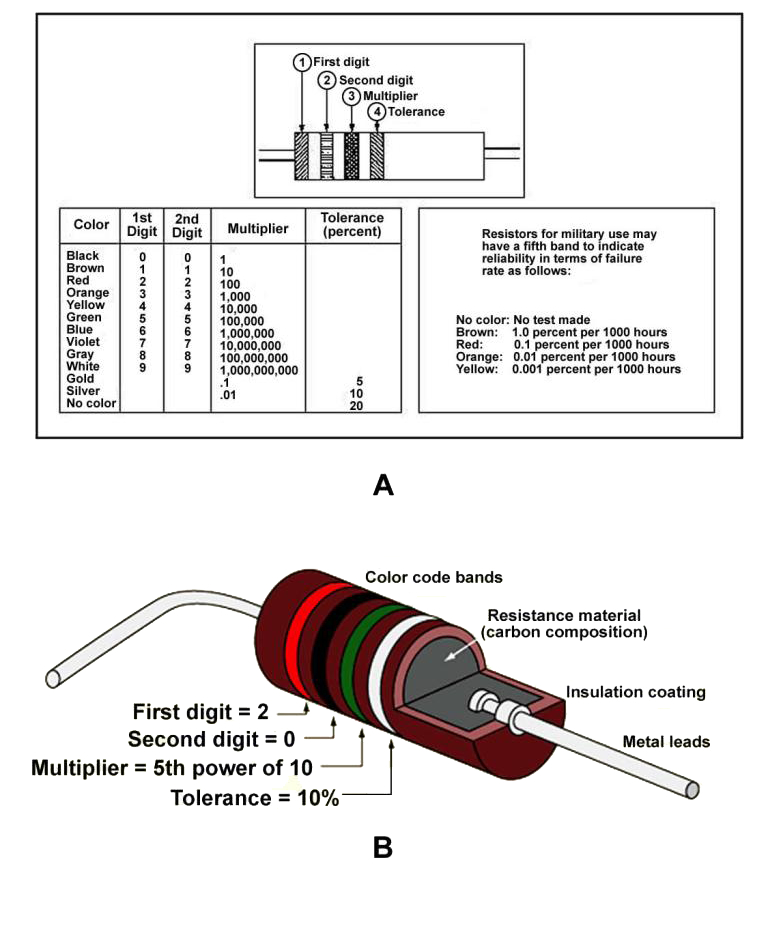 1 First digit
2 Second digit
3 Multiplier
4 Tolerance
Color 1st Digit 2nd Digit Multiplier Tolerance (percent)
Black 0 0 1
Brown 1 1 10
Red 2 2 100
Orange 3 3 1,000
Yellow 4 4 10,000
Green 5 5 100,000
Blue 6 6 1,000,000
Violet 7 7 10,000,000
Gray 8 8 100,000,000
White 9 9 1,000,000,000
Gold .1 5
Silver .01 10
No color 20
Resistors for military use may
have a fifth band to indicate
reliability in terms of failure
rate as follows:
No color: No test made
Brown: 1.0 percent per 1000 hours
Red: 0.1 percent per 1000 hours
Orange: 0.01 percent per 1000 hours
Yellow: 0.001 percent per 1000 hours
A
Color code bands
Resistance material
(carbon composition)
Insulation coating
Metal leads
First digit = 2
Second digit = 0
Multiplier = 5th power of 10
Tolerance = 10%
B